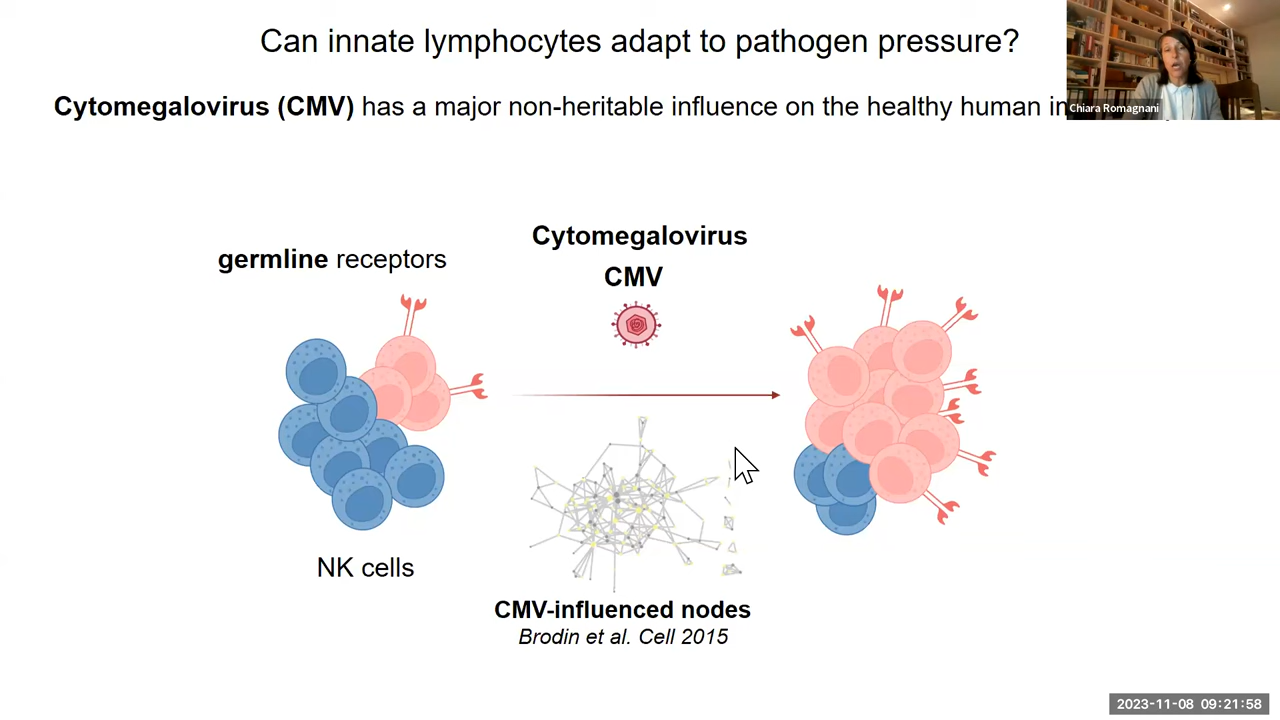 Can innate lymphocytes adapt to pathogen pressure?
Cytomegalovirus (CMV) has a major non-heritable influence on the healthy human
Chiara Romagnani
Cytomegalovirus
CMV
germline receptors
NK cells
CMV-influenced nodes
Brodin et al. Cell 2015
2023-11-08 09:21:58